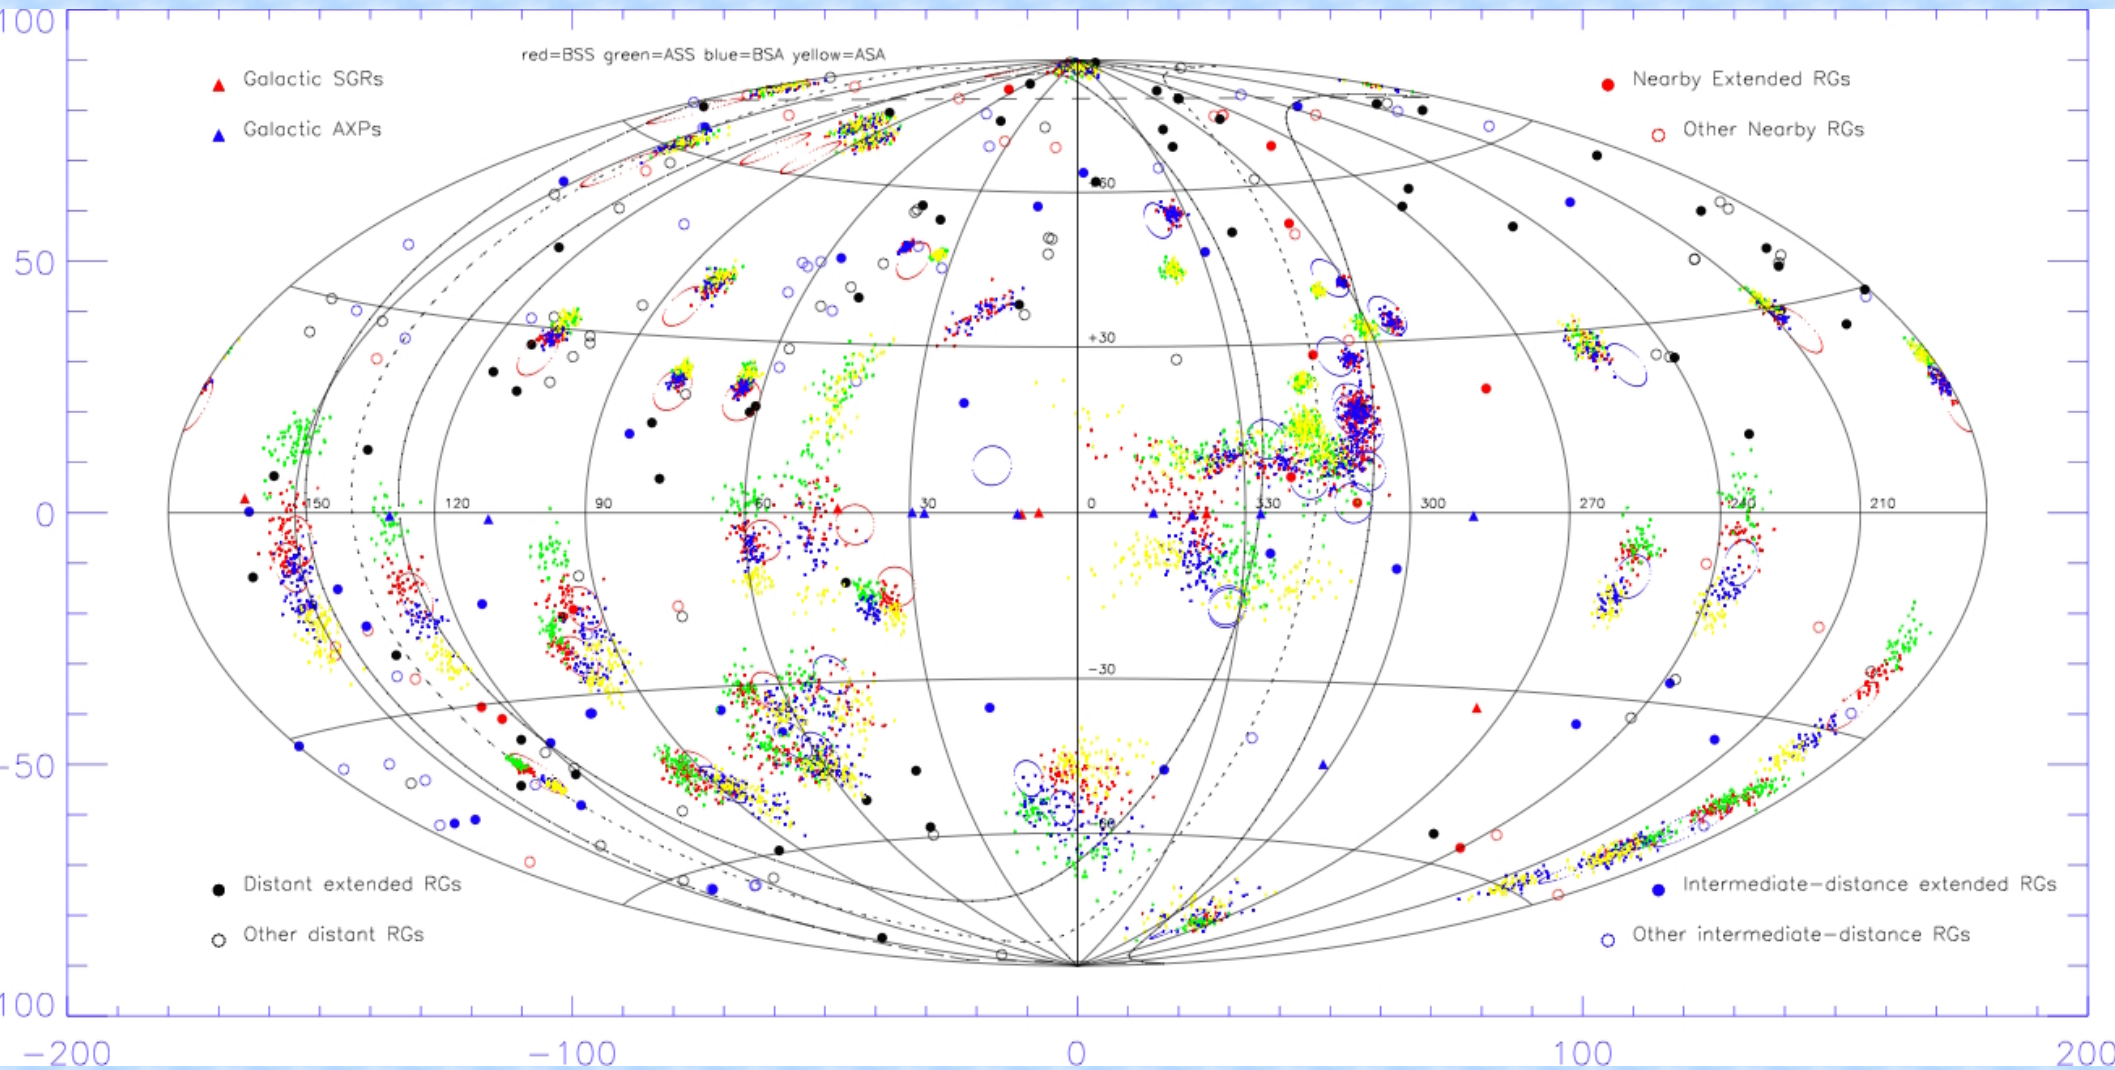 100
red=BSS green=ASS blue=BSA yellow=ASA
Galactic SGRs
Nearby Extended RGs
Galactic AXPs
Other Nearby RGs
+60
50
+30
0
150
120
90
60
30
0
330
300
270
240
210
-30
-50
-60
Distant extended RGs
Intermediate-distance extended RGs
Other distant RGs
Other intermediate-distance RGs
100
-200
-100
0
100
200